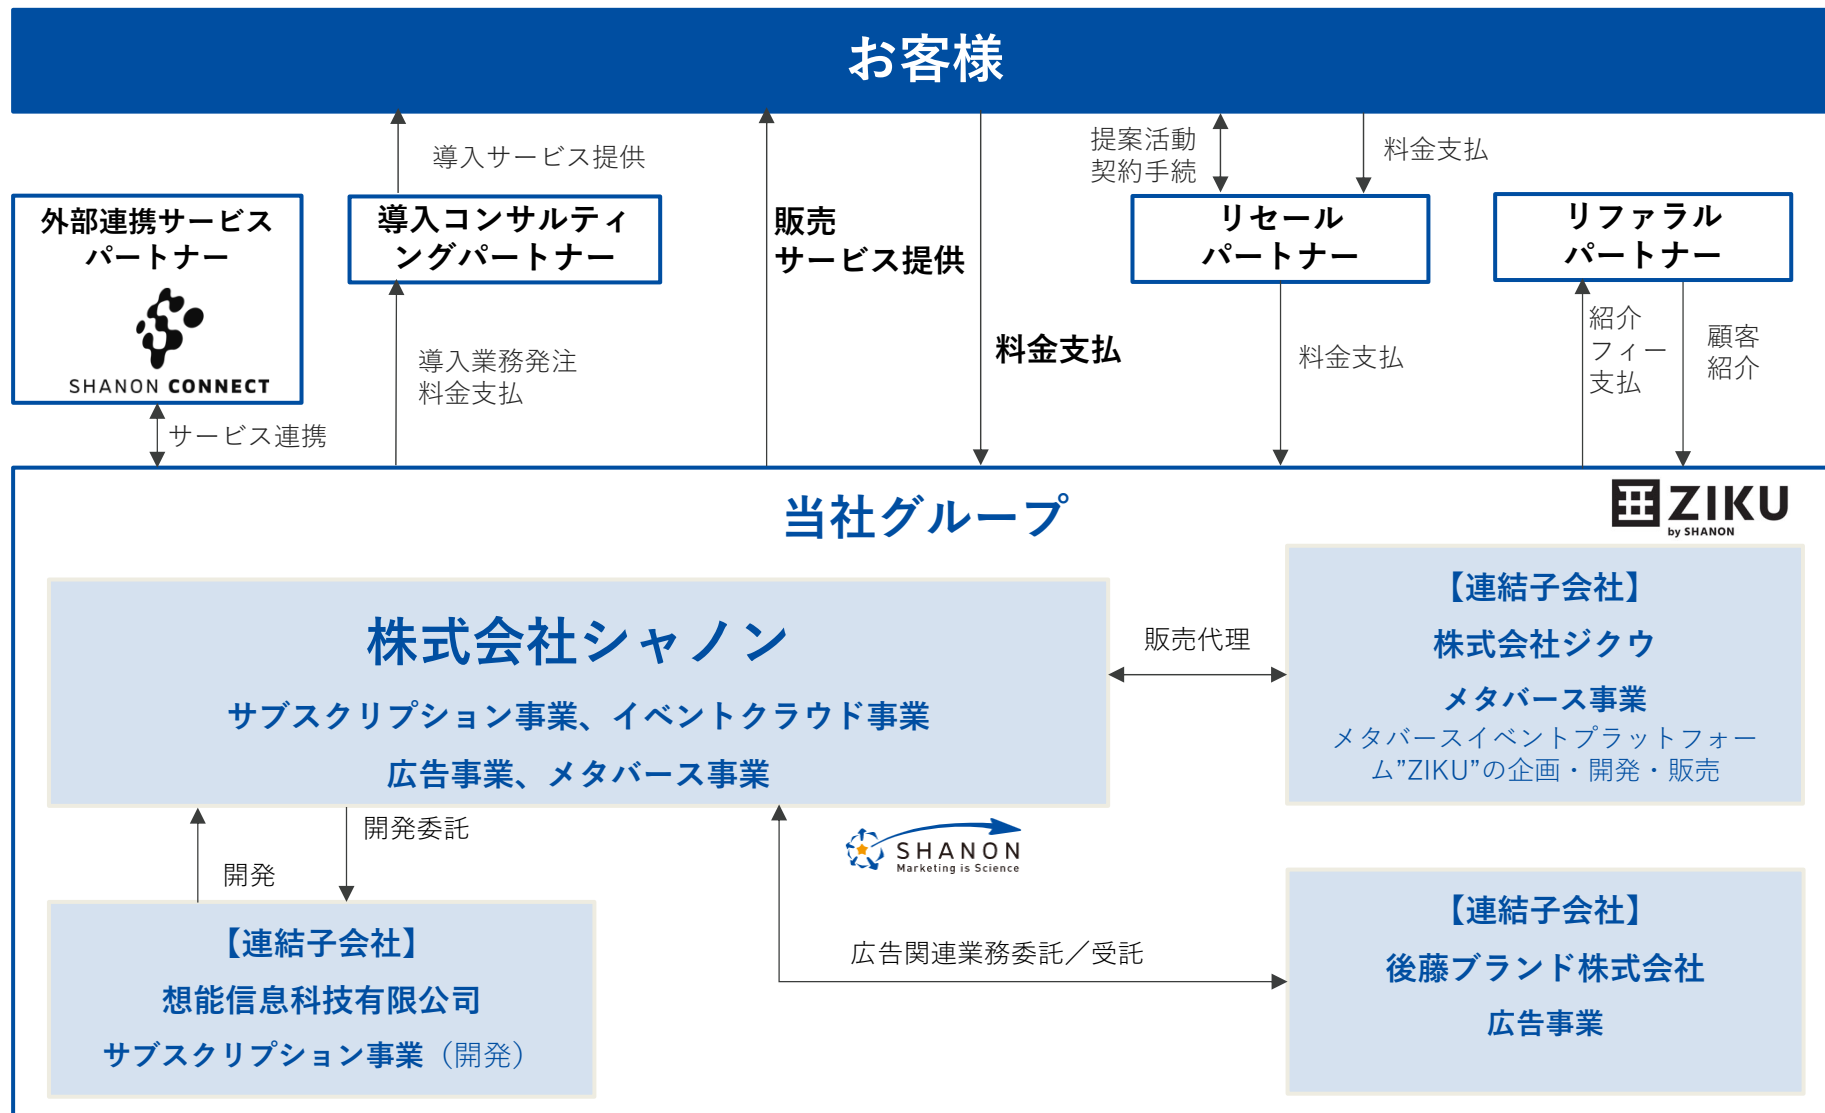 お客様
導入サービス提供
提案活動
契約手続
料金支払
外部連携サービス
パートナー
SHANON CONNECT
導入コンサルティ
ングパートナー
販売
サービス提供
リセール
パートナー
リファラル
パートナー
導入業務発注
料金支払
料金支払
料金支払
紹介
フィー
支払
顧客
紹介
サービス連携
当社グループ
ZIKU
by SHANON
株式会社シャノン
サブスクリプション事業、イベントクラウド事業
広告事業、メタバース事業
販売代理
【連結子会社】
株式会社ジクウ
メタバース事業
メタバースイベントプラットフォー
ム”ZIKU”の企画・開発・販売
開発委託
開発
SHANON
Marketing is Science
【連結子会社】
想能信息科技有限公司
サブスクリプション事業（開発）
広告関連業務委託／受託
【連結子会社】
後藤ブランド株式会社
広告事業